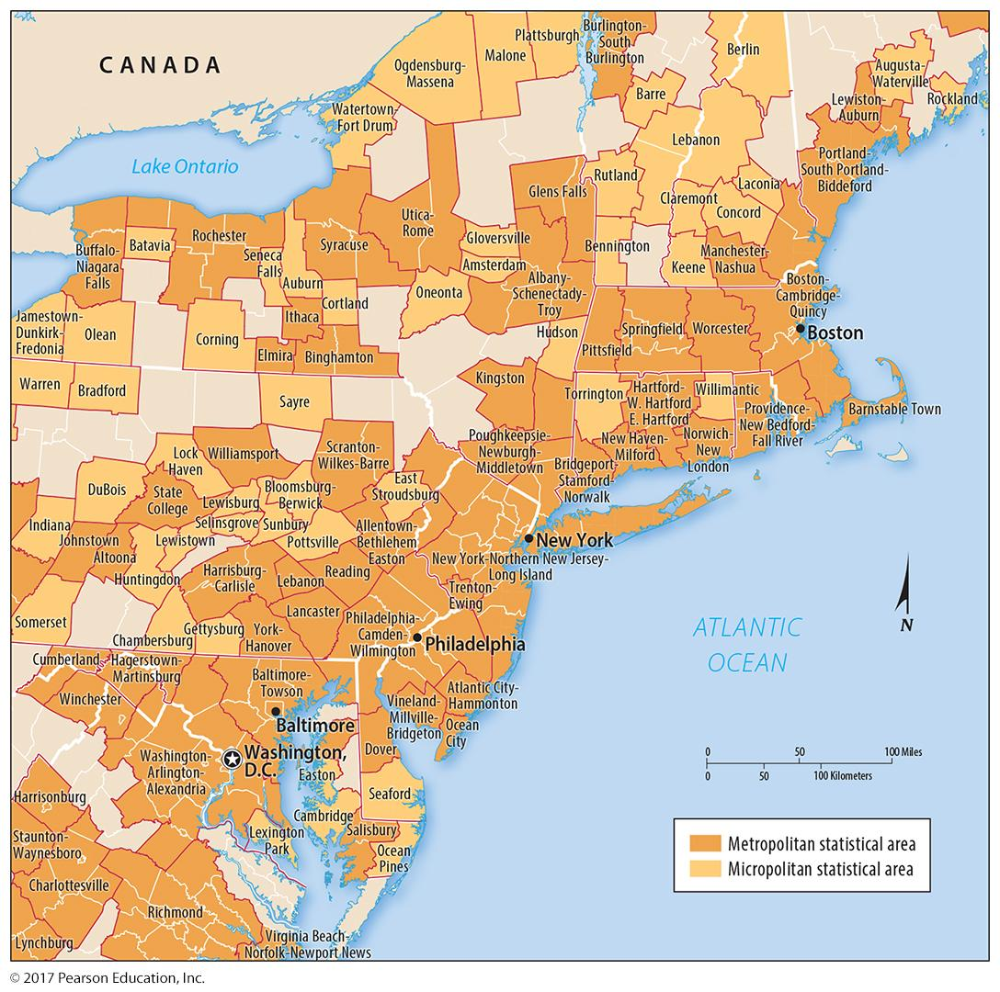 CANADA
Plattsburgh
Burlington-
South
Burlington
Berlin
Malone
Ogdensburg-
Massena
Augusta-
Waterville
Barre
Lewiston-
Auburn
Rockland
Watertown-
Fort Drum
Lebanon
Lake Ontario
Portland-
South Portland-
Biddeford
Rutland
Laconia
Glens Falls
Claremont
Concord
Utica-
Rome
Rochester
Gloversville
Batavia
Syracuse
Bennington
Buffalo-
Niagara
Falls
Seneca
Falls
Amsterdam
Keene
Manchester-
Nashua
Auburn
Albany-
Schenectady-
Troy
Boston-
Cambridge-
Quincy
Oneonta
Cortland
Jamestown-
Dunkirk-
Fredonia
Ithaca
Hudson
Springfield
Worcester
Boston
Olean
Corning
Elmira
Binghamton
Pittsfield
Warren
Bradford
Kingston
Sayre
Torrington
Hartford-
W. Hartford
E. Hartford
Willimantic
Providence-
New Bedford-
Fall River
Barnstable Town
Poughkeepsie-
Newburgh-
Middletown
New Haven-
Milford
Norwich-
New
London
Lock
Haven
Williamsport
Scranton-
Wilkes-Barre
Bridgeport-
Stamford-
Norwalk
DuBois
State
College
Lewisburg
Bloomsburg-
Berwick
East
Stroudsburg
Indiana
Johnstown
Altoona
Selinsgrove
Sunbury
Lewistown
Pottsville
Allentown-
Bethlehem
Easton
New York
New York-Northern New Jersey-
Long Island
Huntingdon
Harrisburg-
Carlisle
Lebanon
Reading
Trenton-
Ewing
N
Somerset
Lancaster
Philadelphia-
Camden
Wilmington
Chambersburg
Gettysburg
York-
Hanover
Philadelphia
ATLANTIC
OCEAN
Cumberland
Hagerstown-
Martinsburg
Baltimore-
Towson
Winchester
Vineland-
Millville-
Bridgeton
Atlantic City-
Hammonton
Baltimore
Ocean
City
Washington-
Arlington-
Alexandria
Washington,
D.C.
Dover
Easton
0 50 100 Miles
0 50 100 Kilometers
Harrisonburg
Seaford
Cambridge
Staunton-
Waynesboro
Lexington
Park
Salisbury
Ocean
Pines
Metropolitan statistical area
Micropolitan statistical area
Charlottesville
Richmond
Lynchburg
Virginia Beach-
Norfolk-Newport News
© 2017 Pearson Education, Inc.